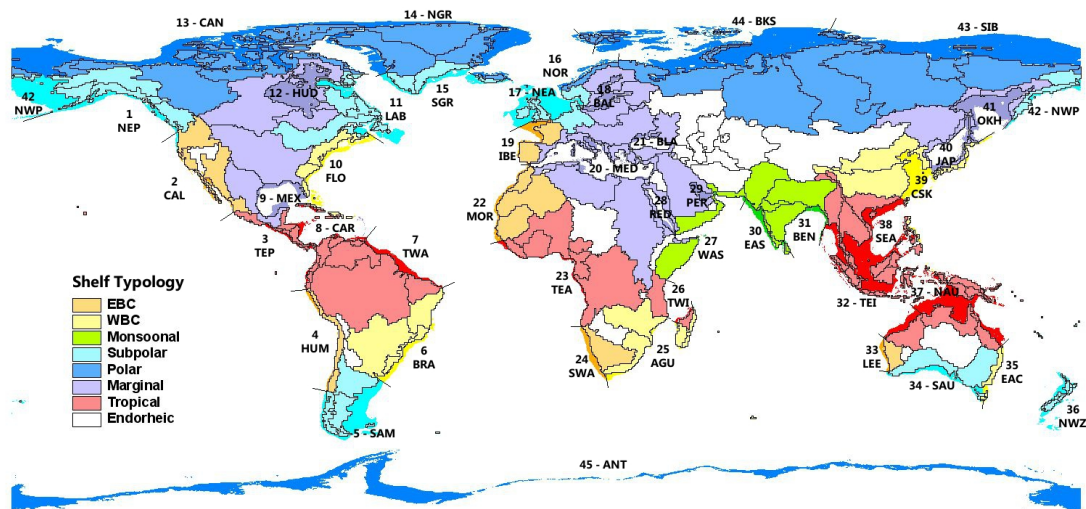 13 - CAN
14 - NGR
44 - BKS
43 - SIB
16
NOR
42
NWP
12 - HUD
15
SGR
17 - NEA
18
BAL
11
LAB
1
NEP
41
OKH
42 - NWP
19
IBE
21 - BLA
40
JAP
10
FLO
20 - MED
2
CAL
9 - MEX
29
PER
28
RED
39
CSK
22
MOR
8 - CAR
3
TEP
7
TWA
27
WAS
30
EAS
31
BEN
38
SEA
23
TEA
26
TWI
32 - TEI
37 - NAU
4
HUM
6
BRA
24
SWA
25
AGU
33
LEE
35
EAC
34 - SAU
36
NWZ
5 - SAM
45 - ANT
Shelf Typology
EBC
WBC
Monsoonal
Subpolar
Polar
Marginal
Tropical
Endorheic